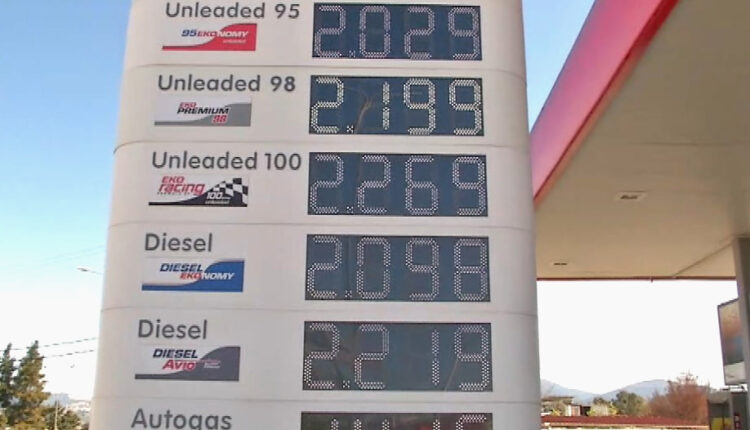 Unleaded 95
2.029
95EKONOMY
Unleaded 98
2.199
EKO
PREMIUM
98
Unleaded 100
2.269
EKO
racing
100
Diesel
2.098
DIESEL
EKONOMY
Diesel
2.219
DIESEL
Avio
Autogas